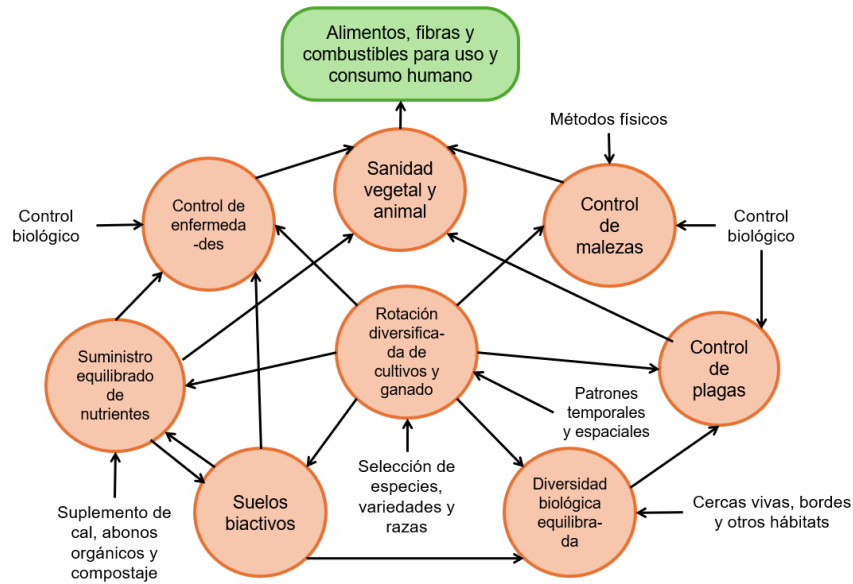 Alimentos, fibras y
combustibles para uso y
consumo humano
Métodos físicos
Sanidad
vegetal y
animal
Control de
enfermeda
-des
Control
de
malezas
Control
biológico
Control
biológico
Rotación
diversifica-
da de
cultivos y
ganado
Suministro
equilibrado
de
nutrientes
Control
de
plagas
Patrones
temporales
y espaciales
Selección de
especies,
variedades y
razas
Suelos
biactivos
Diversidad
biológica
equilibra-
da
Cercas vivas, bordes
y otros hábitats
Suplemento de
cal, abonos
orgánicos y
compostaje